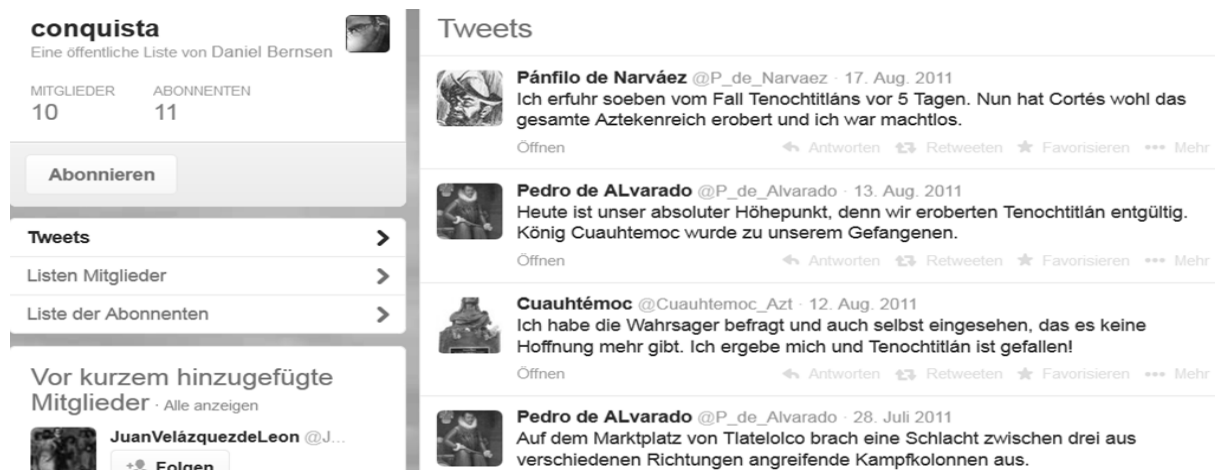 conquista
Eine öffentliche Liste von Daniel Bernsen
MITGLIEDER ABONNENTEN
10 11
Abonnieren
Tweets
Listen Mitglieder
Liste der Abonnenten
Vor kurzem hinzugefügte
Mitglieder · Alle anzeigen
JuanVelázquezdeLeon @J...
Folgen
Tweets
Pánfilo de Narváez @P_de_Narvaez · 17. Aug. 2011
Ich erfuhr soeben vom Fall Tenochtitláns vor 5 Tagen. Nun hat Cortés wohl das
gesamte Aztekenreich erobert und ich war machtlos.
Öffnen Antworten Retweeten Favorisieren ••• Mehr
Pedro de ALvarado @P_de_Alvarado · 13. Aug. 2011
Heute ist unser absoluter Höhepunkt, denn wir eroberten Tenochtitlán entgültig.
König Cuauhtemoc wurde zu unserem Gefangenen.
Öffnen Antworten Retweeten Favorisieren ••• Mehr
Cuauhtémoc @Cuauhtemoc_Azt · 12. Aug. 2011
Ich habe die Wahrsager befragt und auch selbst eingesehen, das es keine
Hoffnung mehr gibt. Ich ergebe mich und Tenochtitlán ist gefallen!
Öffnen Antworten Retweeten Favorisieren ••• Mehr
Pedro de ALvarado @P_de_Alvarado · 28. Juli 2011
Auf dem Marktplatz von Tlatelolco brach eine Schlacht zwischen drei aus
verschiedenen Richtungen angreifende Kampfkolonnen aus.